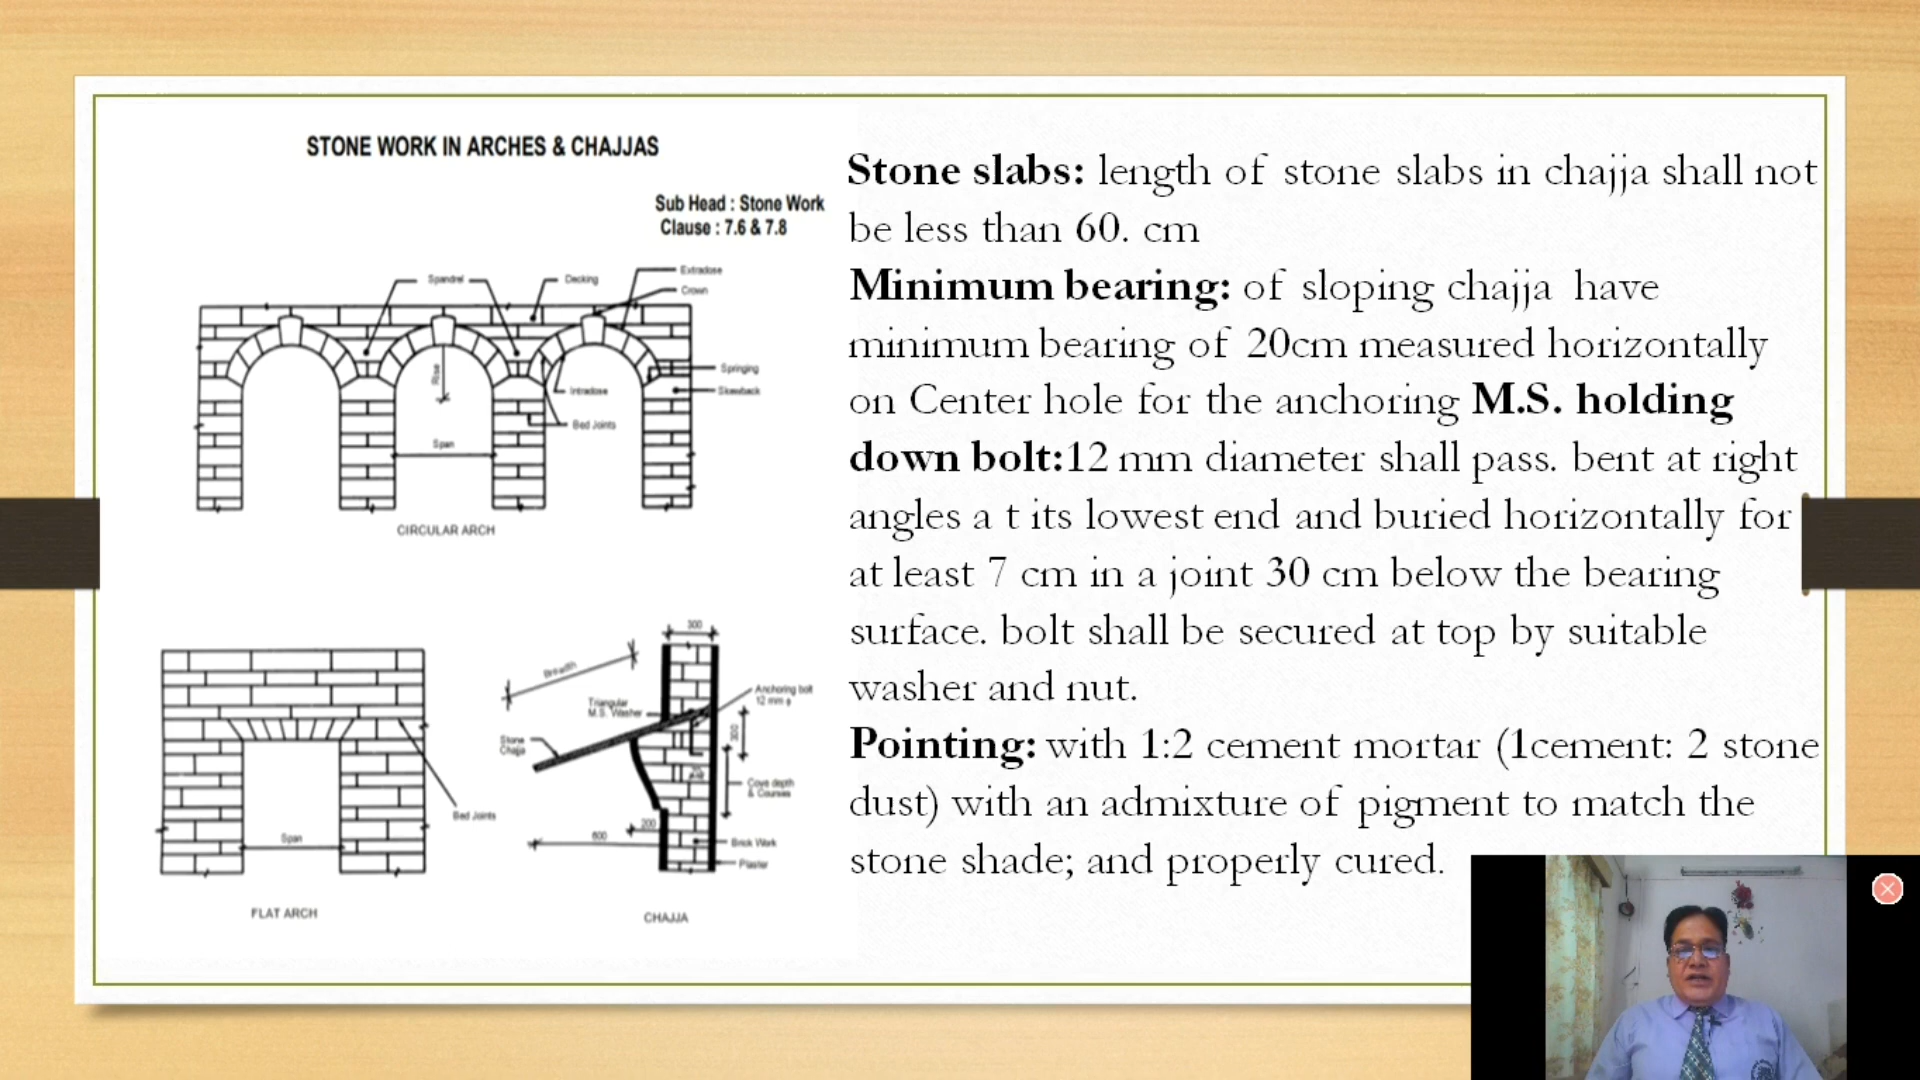 STONE WORK IN ARCHES & CHAJJAS
Sub Head : Stone Work
Clause : 7.6 & 7.8
Spandrel
Decking
Extradose
Crown
Rise
Springing
Intradose
Skewback
Bed Joints
Span
CIRCULAR ARCH
Span
Bed Joints
FLAT ARCH
300
Breadth
Triangular
M.S. Washer
Anchoring bolt
12 mm φ
Stone
Chajja
300
Cove depth
& Courses
200
600
Brick Work
Plaster
CHAJJA
Stone slabs: length of stone slabs in chajja shall not
be less than 60. cm
Minimum bearing: of sloping chajja have
minimum bearing of 20cm measured horizontally
on Center hole for the anchoring M.S. holding
down bolt:12 mm diameter shall pass. bent at right
angles a t its lowest end and buried horizontally for
at least 7 cm in a joint 30 cm below the bearing
surface. bolt shall be secured at top by suitable
washer and nut.
Pointing: with 1:2 cement mortar (1cement: 2 stone
dust) with an admixture of pigment to match the
stone shade; and properly cured.